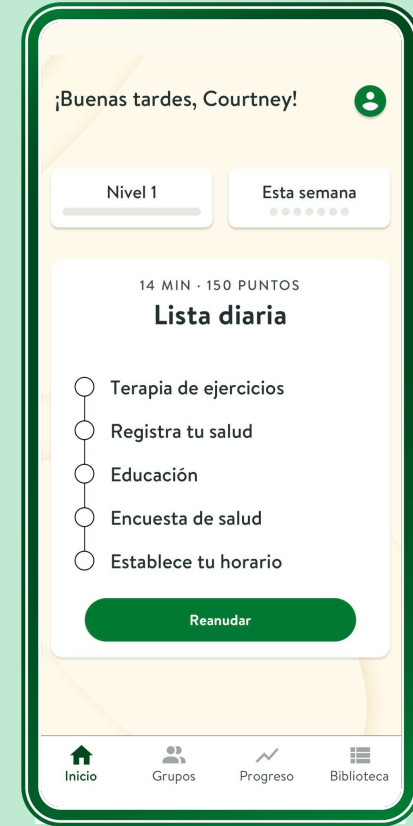 ¡Buenas tardes, Courtney!
Nivel 1
Esta semana
14 MIN · 150 PUNTOS
Lista diaria
Terapia de ejercicios
Registra tu salud
Educación
Encuesta de salud
Establece tu horario
Reanudar
Inicio
Grupos
Progreso
Biblioteca